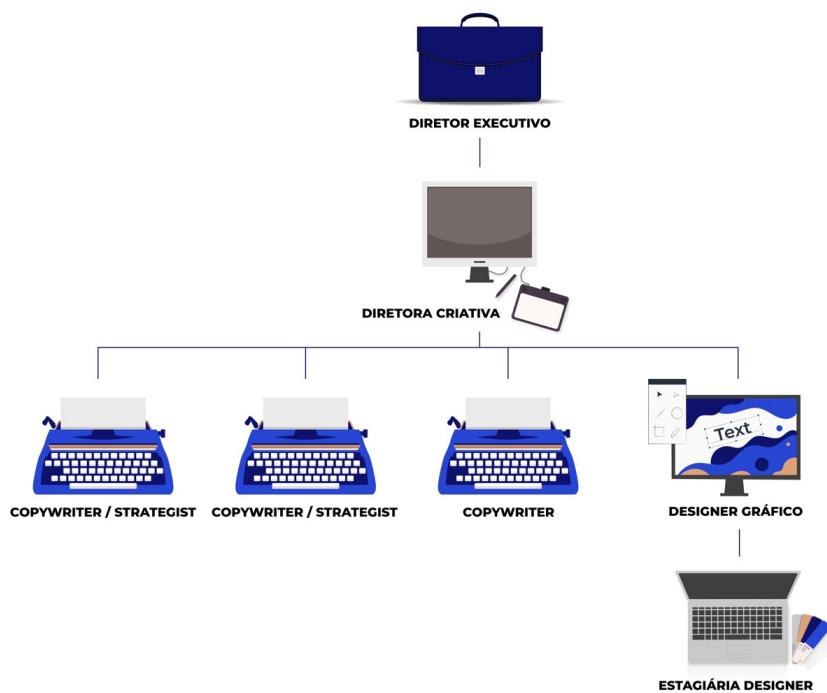 DIRETOR EXECUTIVO
DIRETORA CRIATIVA
COPYWRITER / STRATEGIST
COPYWRITER / STRATEGIST
COPYWRITER
Text
DESIGNER GRÁFICO
ESTAGIÁRIA DESIGNER